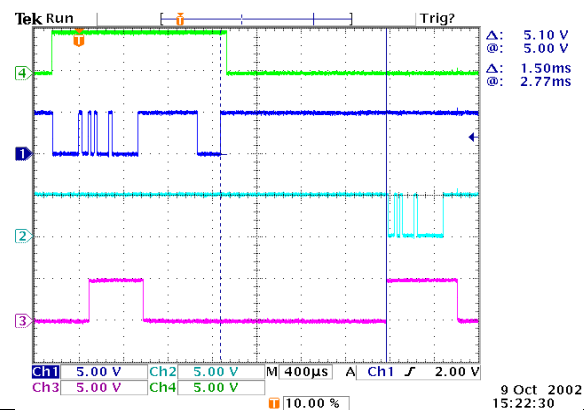 Tek Run Trig?
T
T
Δ: 5.10 V
@: 5.00 V
Δ: 1.50ms
@: 2.77ms
4
1
2
3
Ch1 5.00 V Ch2 5.00 V M 400µs A Ch1 ƒ 2.00 V
Ch3 5.00 V Ch4 5.00 V
T 10.00 %
9 Oct 2002
15:22:30